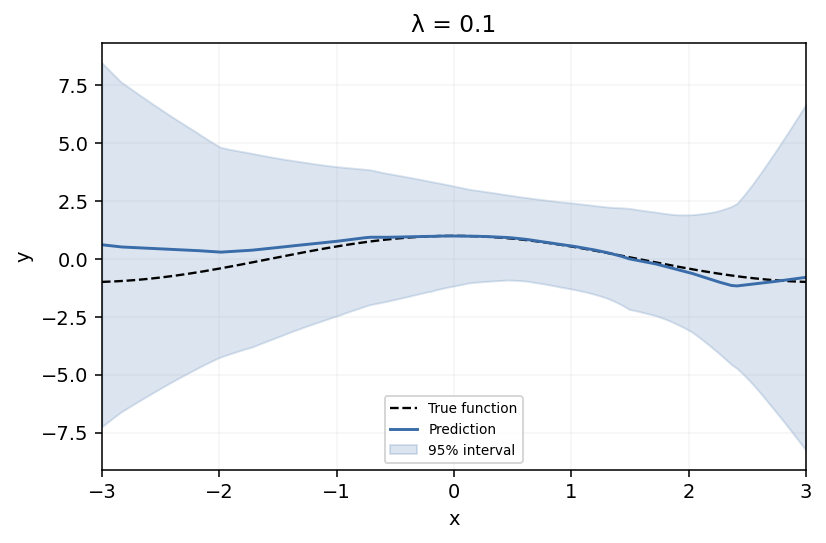 λ = 0.1
y
7.5
5.0
2.5
0.0
−2.5
−5.0
−7.5
True function
Prediction
95% interval
−3 −2 −1 0 1 2 3
x